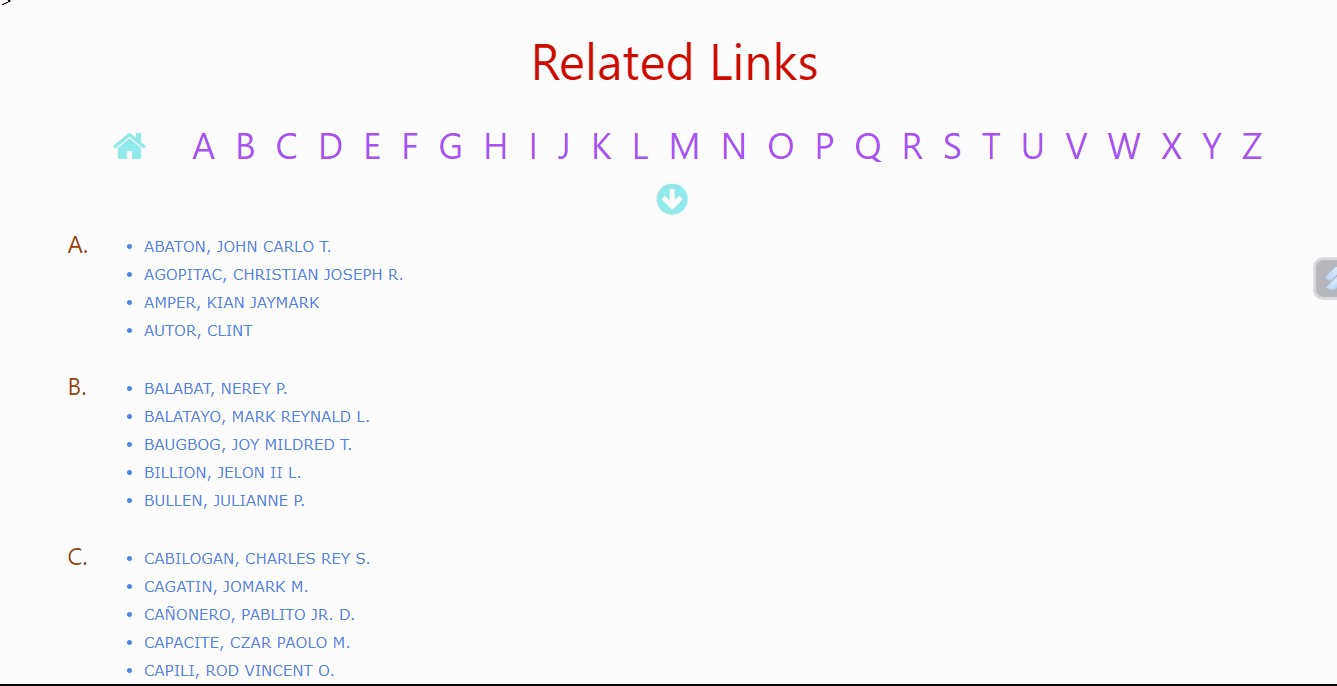 >
Related Links
A B C D E F G H I J K L M N O P Q R S T U V W X Y Z
A.
• ABATON, JOHN CARLO T.
• AGOPITAC, CHRISTIAN JOSEPH R.
• AMPER, KIAN JAYMARK
• AUTOR, CLINT
B.
• BALABAT, NEREY P.
• BALATAYO, MARK REYNALD L.
• BAUGBOG, JOY MILDRED T.
• BILLION, JELON II L.
• BULLEN, JULIANNE P.
C.
• CABILOGAN, CHARLES REY S.
• CAGATIN, JOMARK M.
• CAÑONERO, PABLITO JR. D.
• CAPACITE, CZAR PAOLO M.
• CAPILI, ROD VINCENT O.